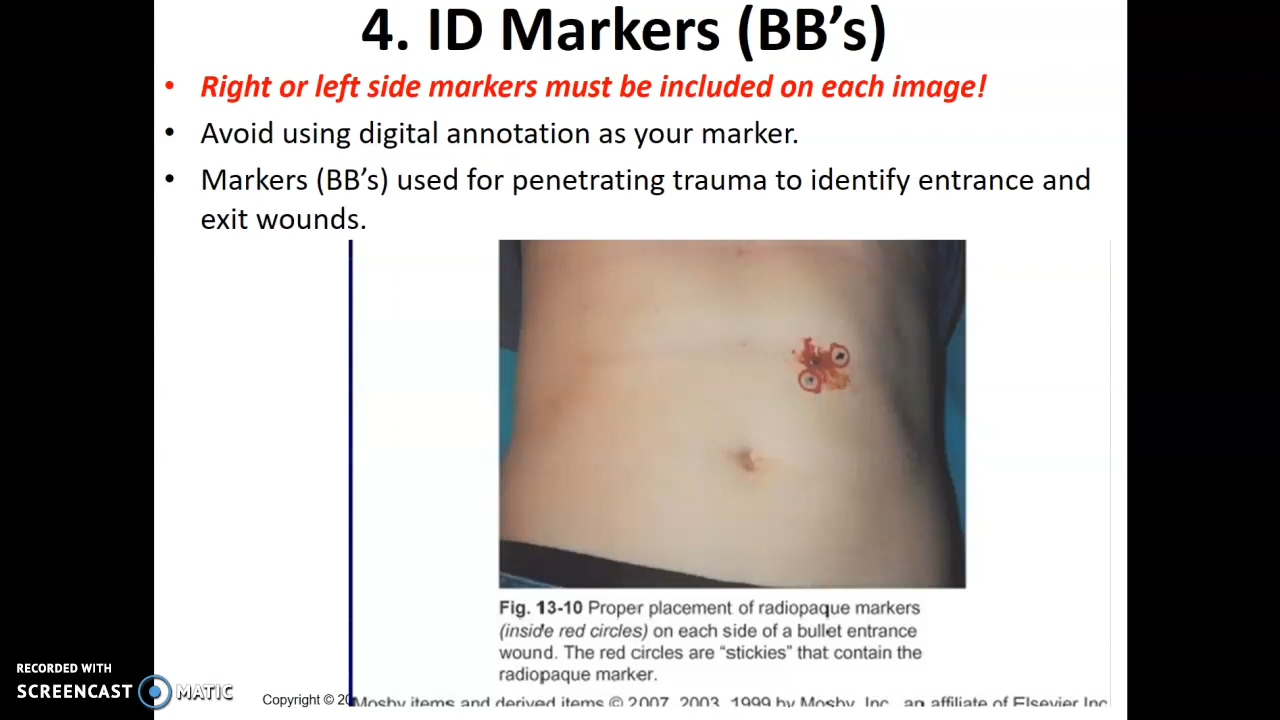 4. ID Markers (BB's)
• Right or left side markers must be included on each image!
• Avoid using digital annotation as your marker.
• Markers (BB's) used for penetrating trauma to identify entrance and
exit wounds.
Fig. 13-10 Proper placement of radiopaque markers
(inside red circles) on each side of a bullet entrance
wound. The red circles are “stickies” that contain the
radiopaque marker.
RECORDED WITH
SCREENCAST MATIC
Copyright © 20
Mosby items and derived items © 2007, 2003, 1999 by Mosby, Inc., an affiliate of Elsevier Inc